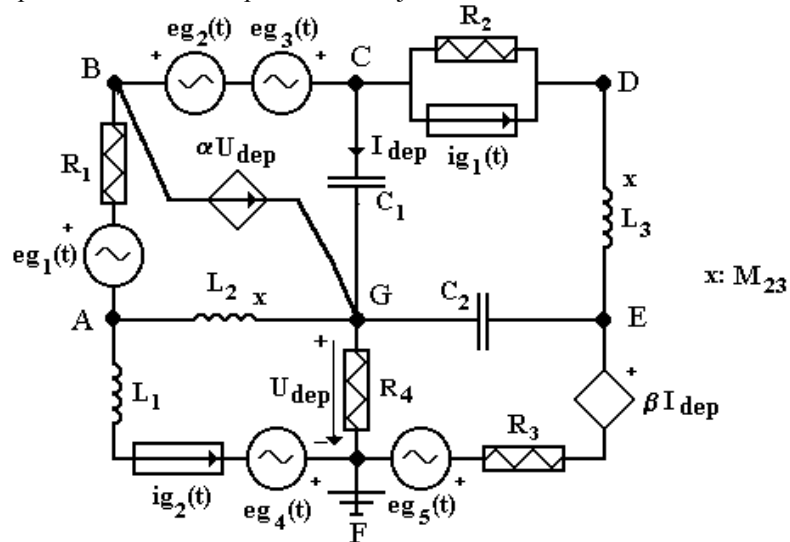 eg2(t) eg3(t) R2
B C D
αUdep Idep ig1(t)
R1 C1 x L3
eg1(t)
L2 x C2 x: M23
A G E
L1 Udep R4 βIdep
R3
ig2(t) eg4(t) eg5(t)
F